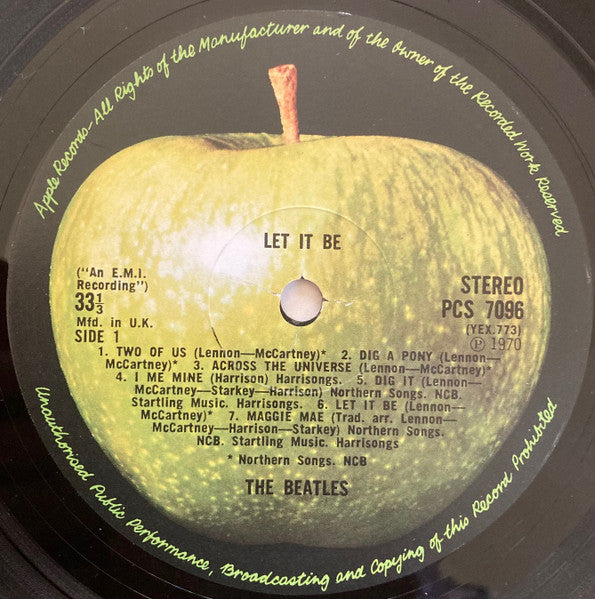 Apple Records-All Rights of the Manufacturer and of the Owner of the Recorded Work Reserved
LET IT BE
("An E.M.I.
Recording")
33⅓
Mfd. in U.K.
SIDE 1
STEREO
PCS 7096
(YEX.773)
Ⓟ 1970
1. TWO OF US (Lennon—McCartney)* 2. DIG A PONY (Lennon—
McCartney)* 3. ACROSS THE UNIVERSE (Lennon—McCartney)*
4. I ME MINE (Harrison) Harrisongs. 5. DIG IT (Lennon—
McCartney—Starkey—Harrison) Northern Songs. NCB.
Startling Music. Harrisongs. 6. LET IT BE (Lennon—
McCartney)* 7. MAGGIE MAE (Trad. arr. Lennon—
McCartney—Harrison—Starkey) Northern Songs.
NCB. Startling Music. Harrisongs
* Northern Songs. NCB
THE BEATLES
Unauthorised Public Performance, Broadcasting and Copying of this Record Prohibited